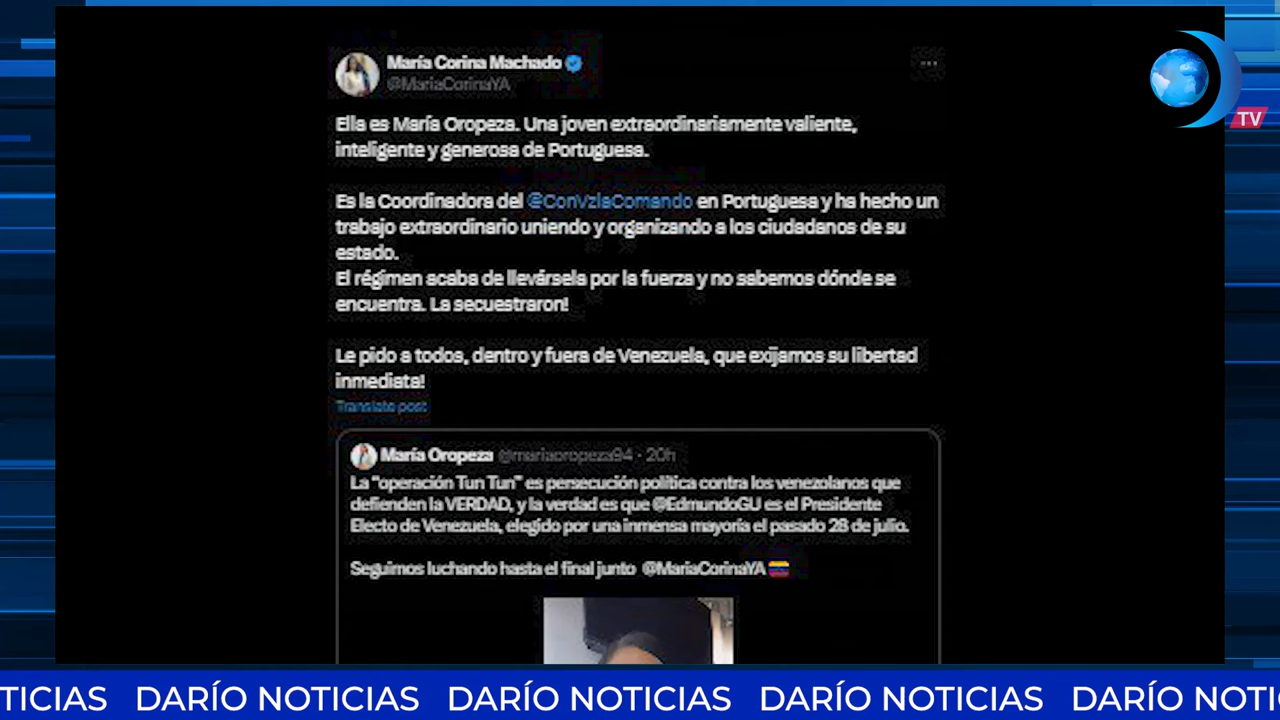 María Corina Machado
@MariaCorinaYA
Ella es María Oropeza. Una joven extraordinariamente valiente,
inteligente y generosa de Portuguesa.
Es la Coordinadora del @ConVzlaComando en Portuguesa y ha hecho un
trabajo extraordinario uniendo y organizando a los ciudadanos de su
estado.
El régimen acaba de llevársela por la fuerza y no sabemos dónde se
encuentra. La secuestraron!
Le pido a todos, dentro y fuera de Venezuela, que exijamos su libertad
inmediata!
Translate post
María Oropeza @mariaoropeza94 · 20h
La "operación Tun Tun" es persecución política contra los venezolanos que
defienden la VERDAD, y la verdad es que @EdmundoGU es el Presidente
Electo de Venezuela, elegido por una inmensa mayoría el pasado 28 de julio.
Seguimos luchando hasta el final junto @MariaCorinaYA 🇻🇪
TV
TICIAS DARÍO NOTICIAS DARÍO NOTICIAS DARÍO NOTICIAS DARÍO NOTI